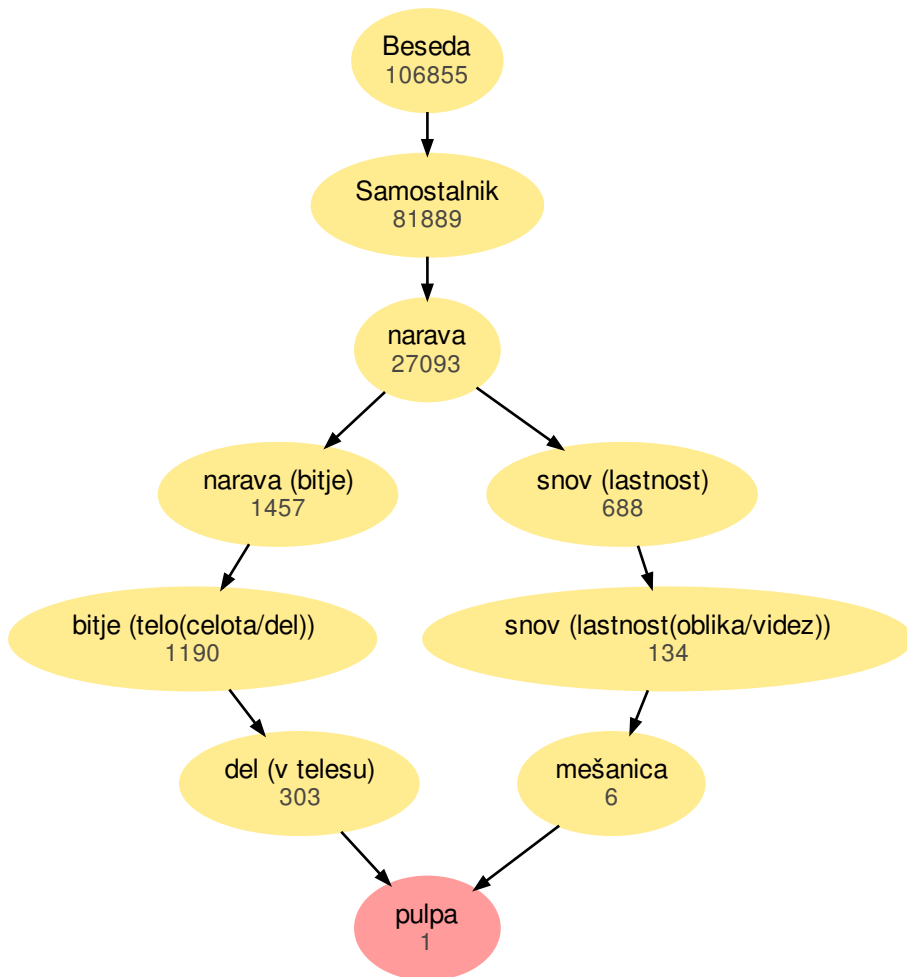 Beseda
106855
Samostalnik
81889
narava
27093
narava (bitje)
1457
snov (lastnost)
688
bitje (telo(celota/del))
1190
snov (lastnost(oblika/videz))
134
del (v telesu)
303
mešanica
6
pulpa
1